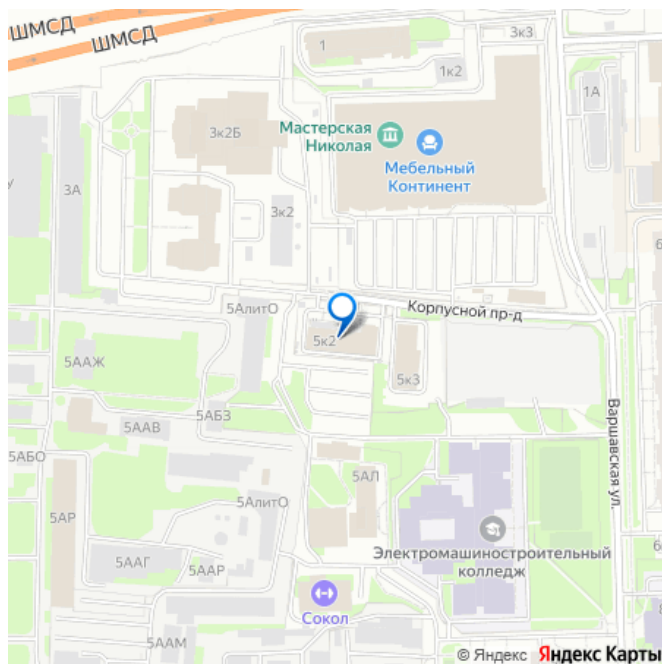 ШМСД
ШМСД
1
3к3
1к2
1А
3к2Б
Мастерская
Николая
Мебельный
Континент
3А
3к2
5АлитО
Корпусной пр-д
5к2
5к3
5ААЖ
5АБЗ
5ААВ
Варшавская ул.
5АБО
5АЛ
5АР
5АлитО
Электромашиностроительный
колледж
5ААГ
5ААР
Сокол
5ААМ
© Яндекс Яндекс Карты